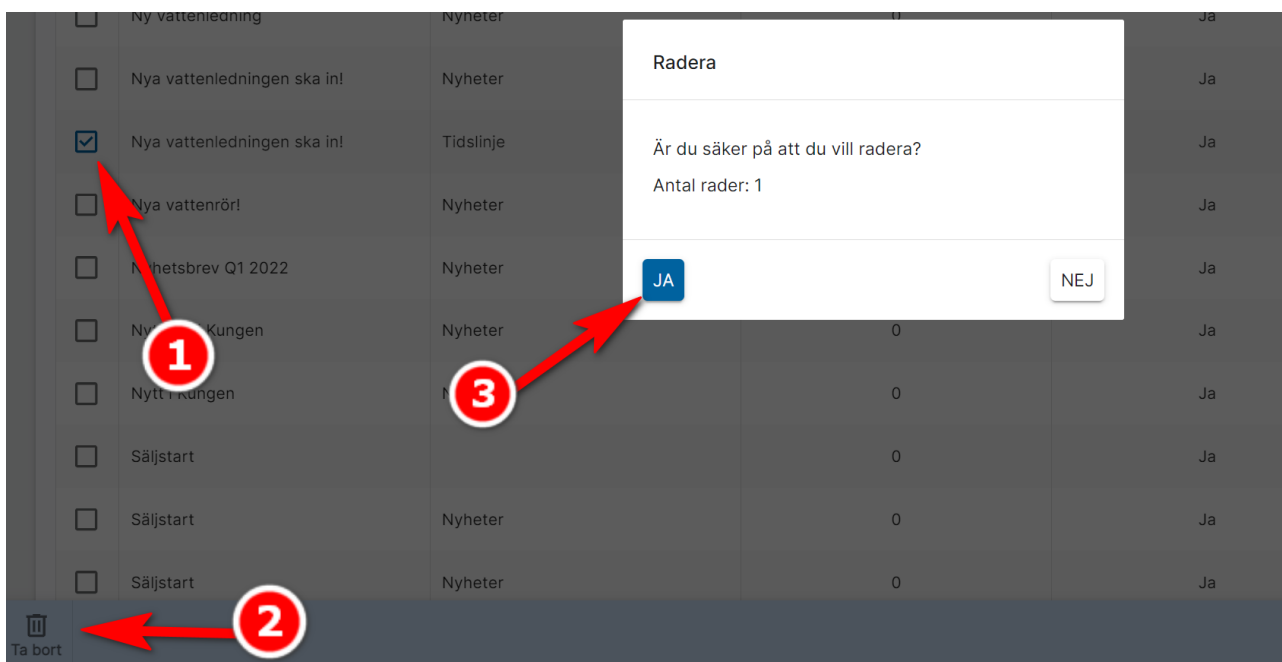 Ny vattenledning Nyheter 0 Ja
Nya vattenledningen ska in! Nyheter Ja
Nya vattenledningen ska in! Tidslinje Ja
Nya vattenrör! Nyheter Ja
Nyhetsbrev Q1 2022 Nyheter Ja
Kungen Nyheter 0 Ja
Nytt i Kungen 0 Ja
Säljstart 0 Ja
Säljstart Nyheter 0 Ja
Säljstart Nyheter 0 Ja
Ta bort
Radera
Är du säker på att du vill radera?
Antal rader: 1
JA NEJ
1
2
3